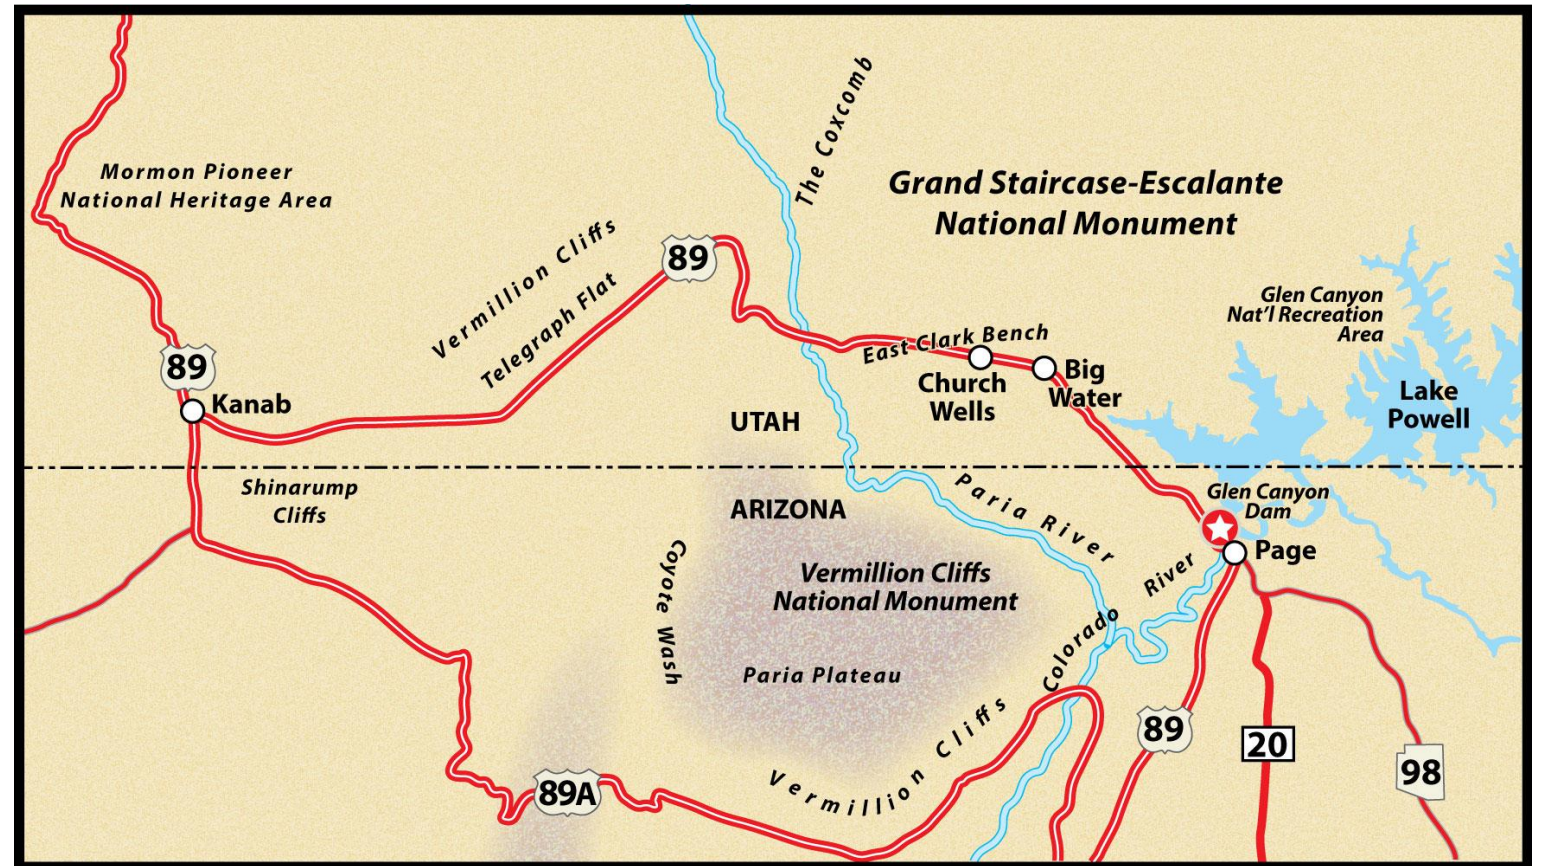 The Coxcomb
Mormon Pioneer
National Heritage Area
Grand Staircase-Escalante
National Monument
Vermillion Cliffs
Telegraph Flat
89
Glen Canyon
Nat'l Recreation
Area
89
Kanab
East Clark Bench
Church
Wells
Big
Water
Lake
Powell
UTAH
Shinarump
Cliffs
ARIZONA
Paria River
Glen Canyon
Dam
Page
Coyote Wash
Vermillion Cliffs
National Monument
Colorado River
Paria Plateau
Vermillion Cliffs
89
20
98
89A